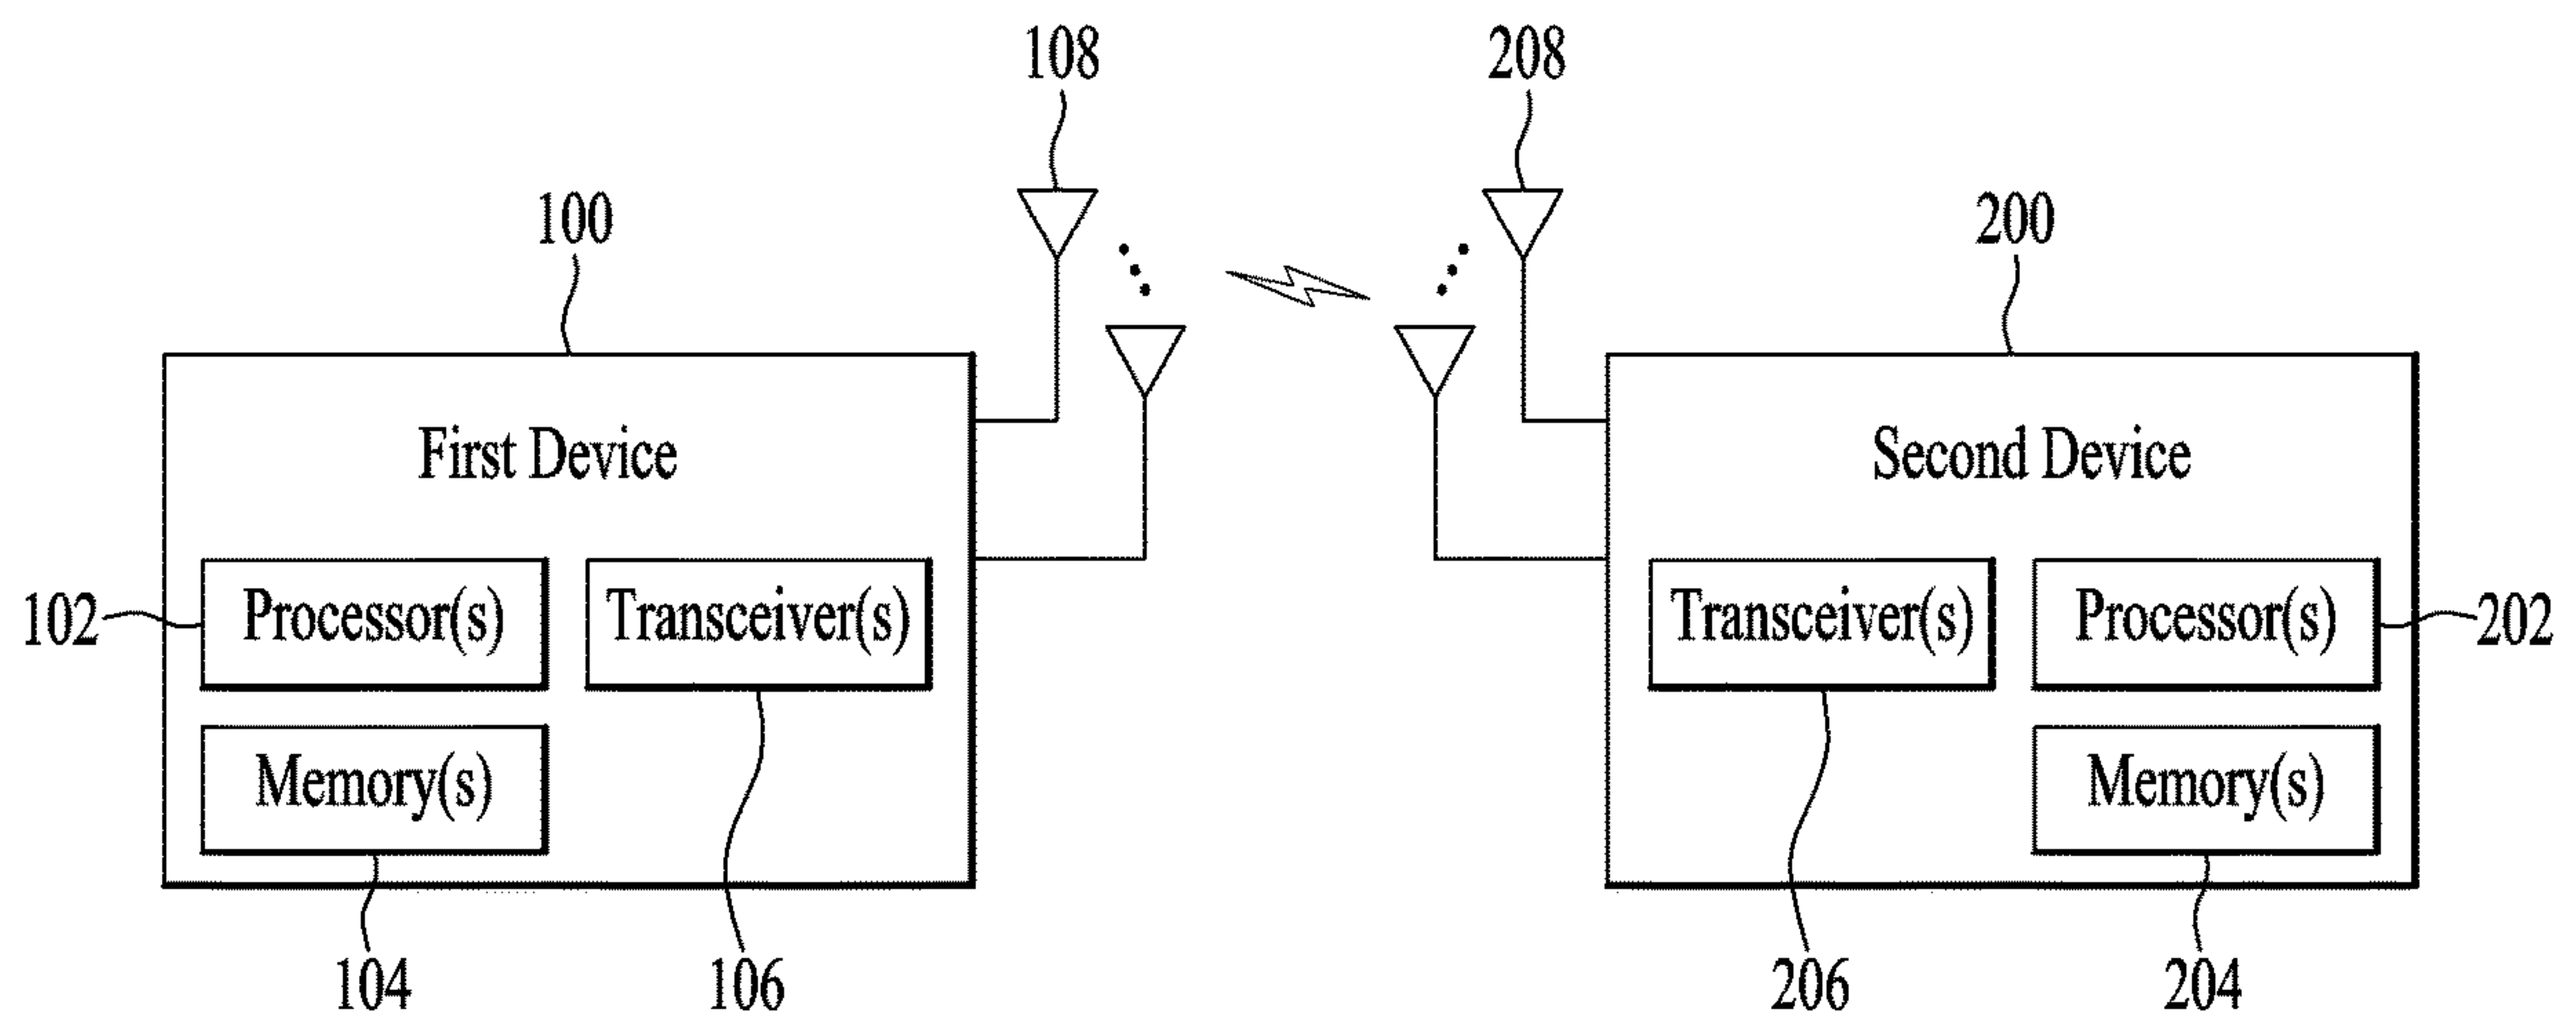 108 208
100 200
First Device Second Device
102 Processor(s) Transceiver(s) Transceiver(s) Processor(s) 202
Memory(s) Memory(s)
104 106 206 204